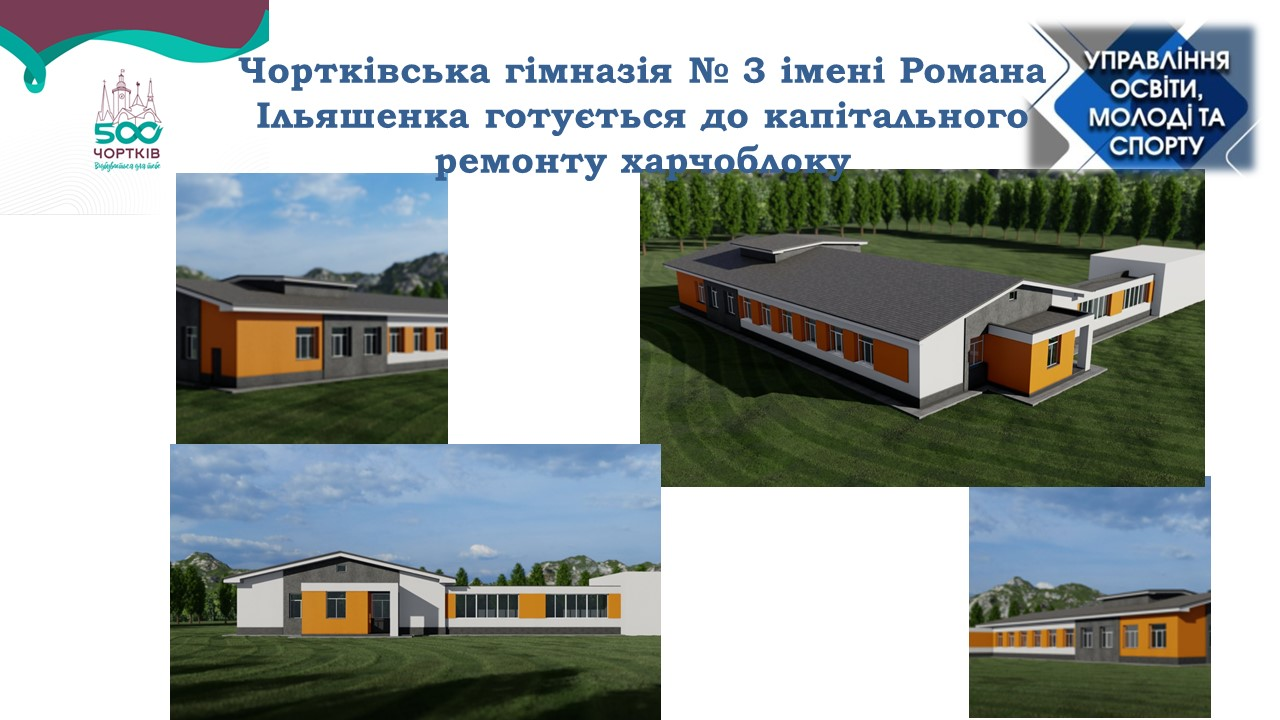 Чортківська гімназія № 3 імені Романа
Ільяшенка готується до капітального
ремонту харчоблоку
УПРАВЛІННЯ
ОСВІТИ,
МОЛОДІ ТА
СПОРТУ
500
ЧОРТКІВ